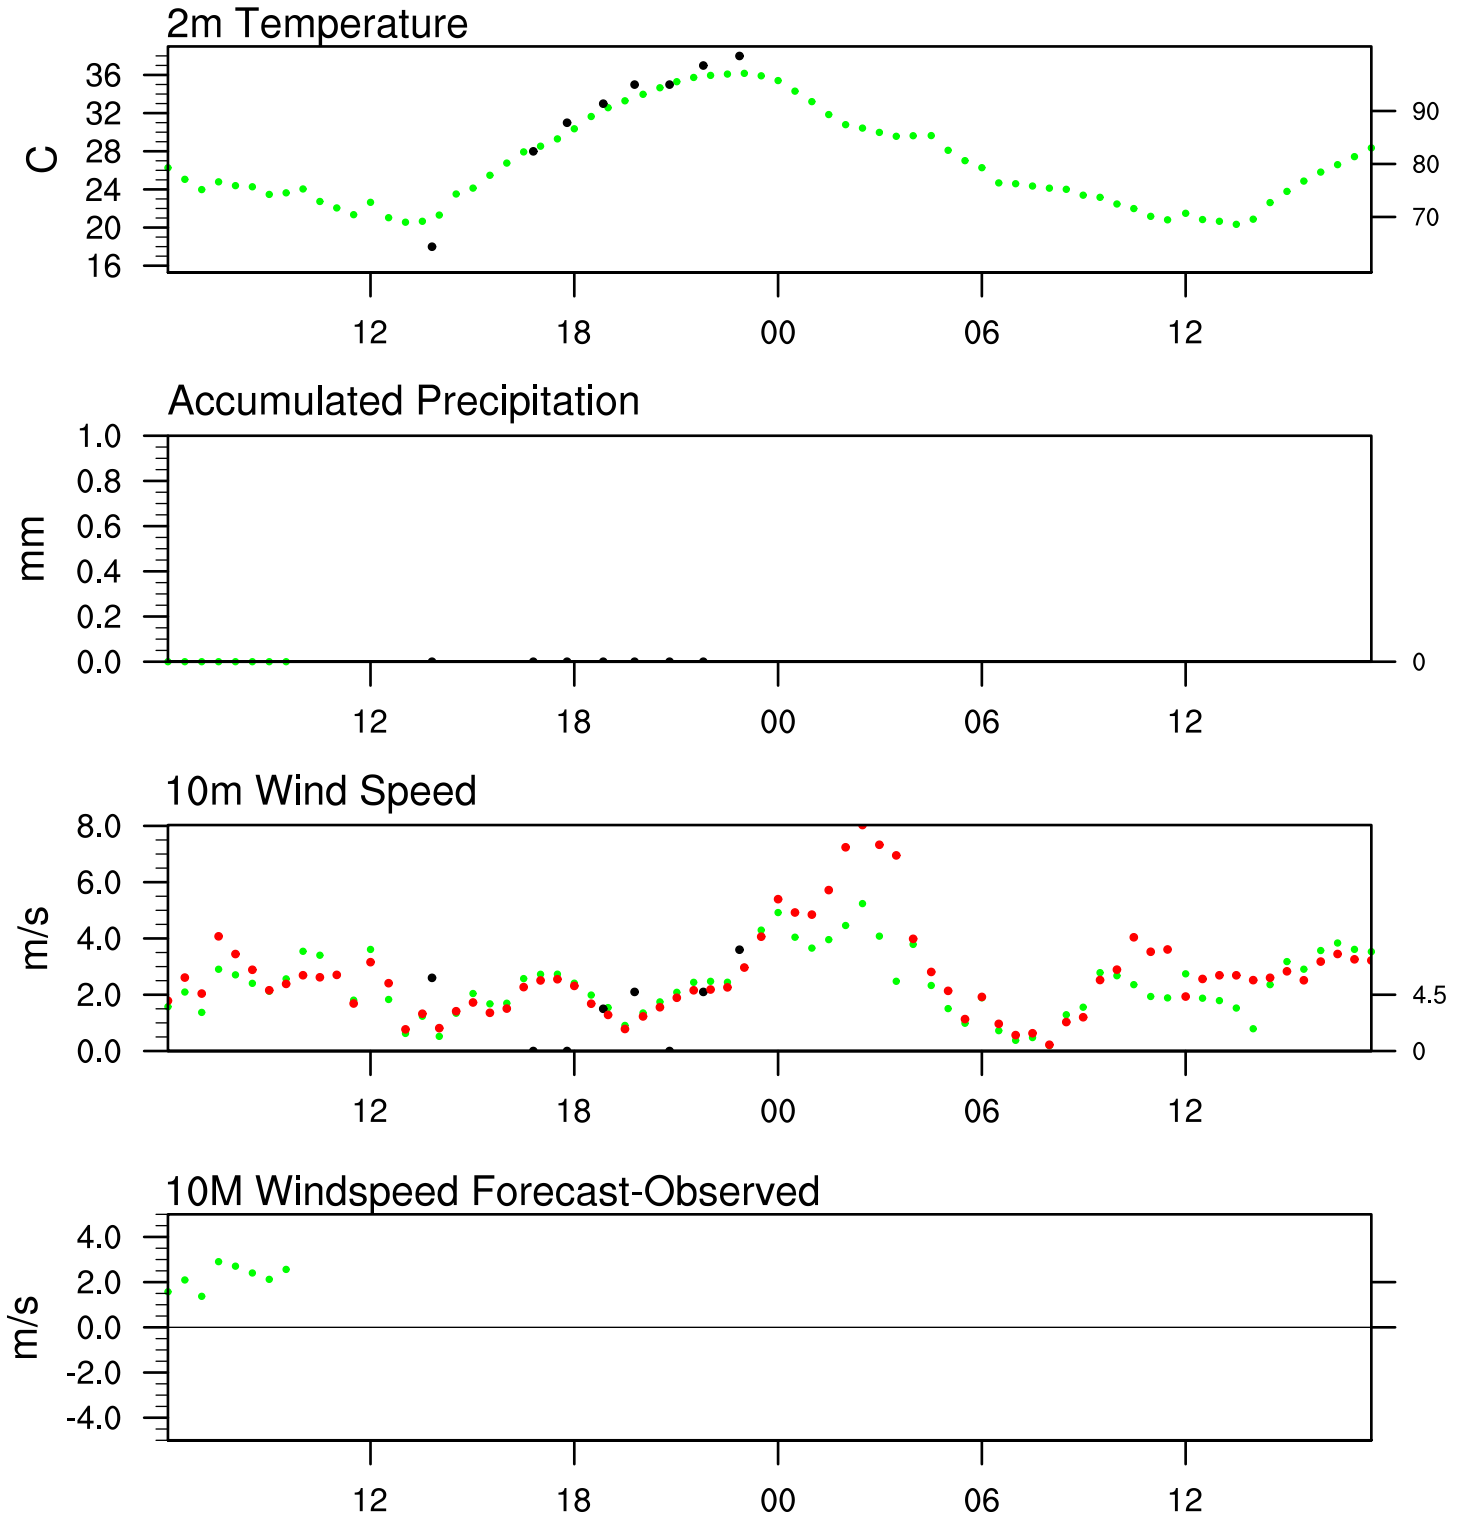 2m Temperature
36
32
28
24
20
16
C
90
80
70
12 18 00 06 12
Accumulated Precipitation
1.0
0.8
0.6
0.4
0.2
0.0
mm
0
12 18 00 06 12
10m Wind Speed
8.0
6.0
4.0
2.0
0.0
m/s
4.5
0
12 18 00 06 12
10M Windspeed Forecast-Observed
4.0
2.0
0.0
-2.0
-4.0
m/s
12 18 00 06 12